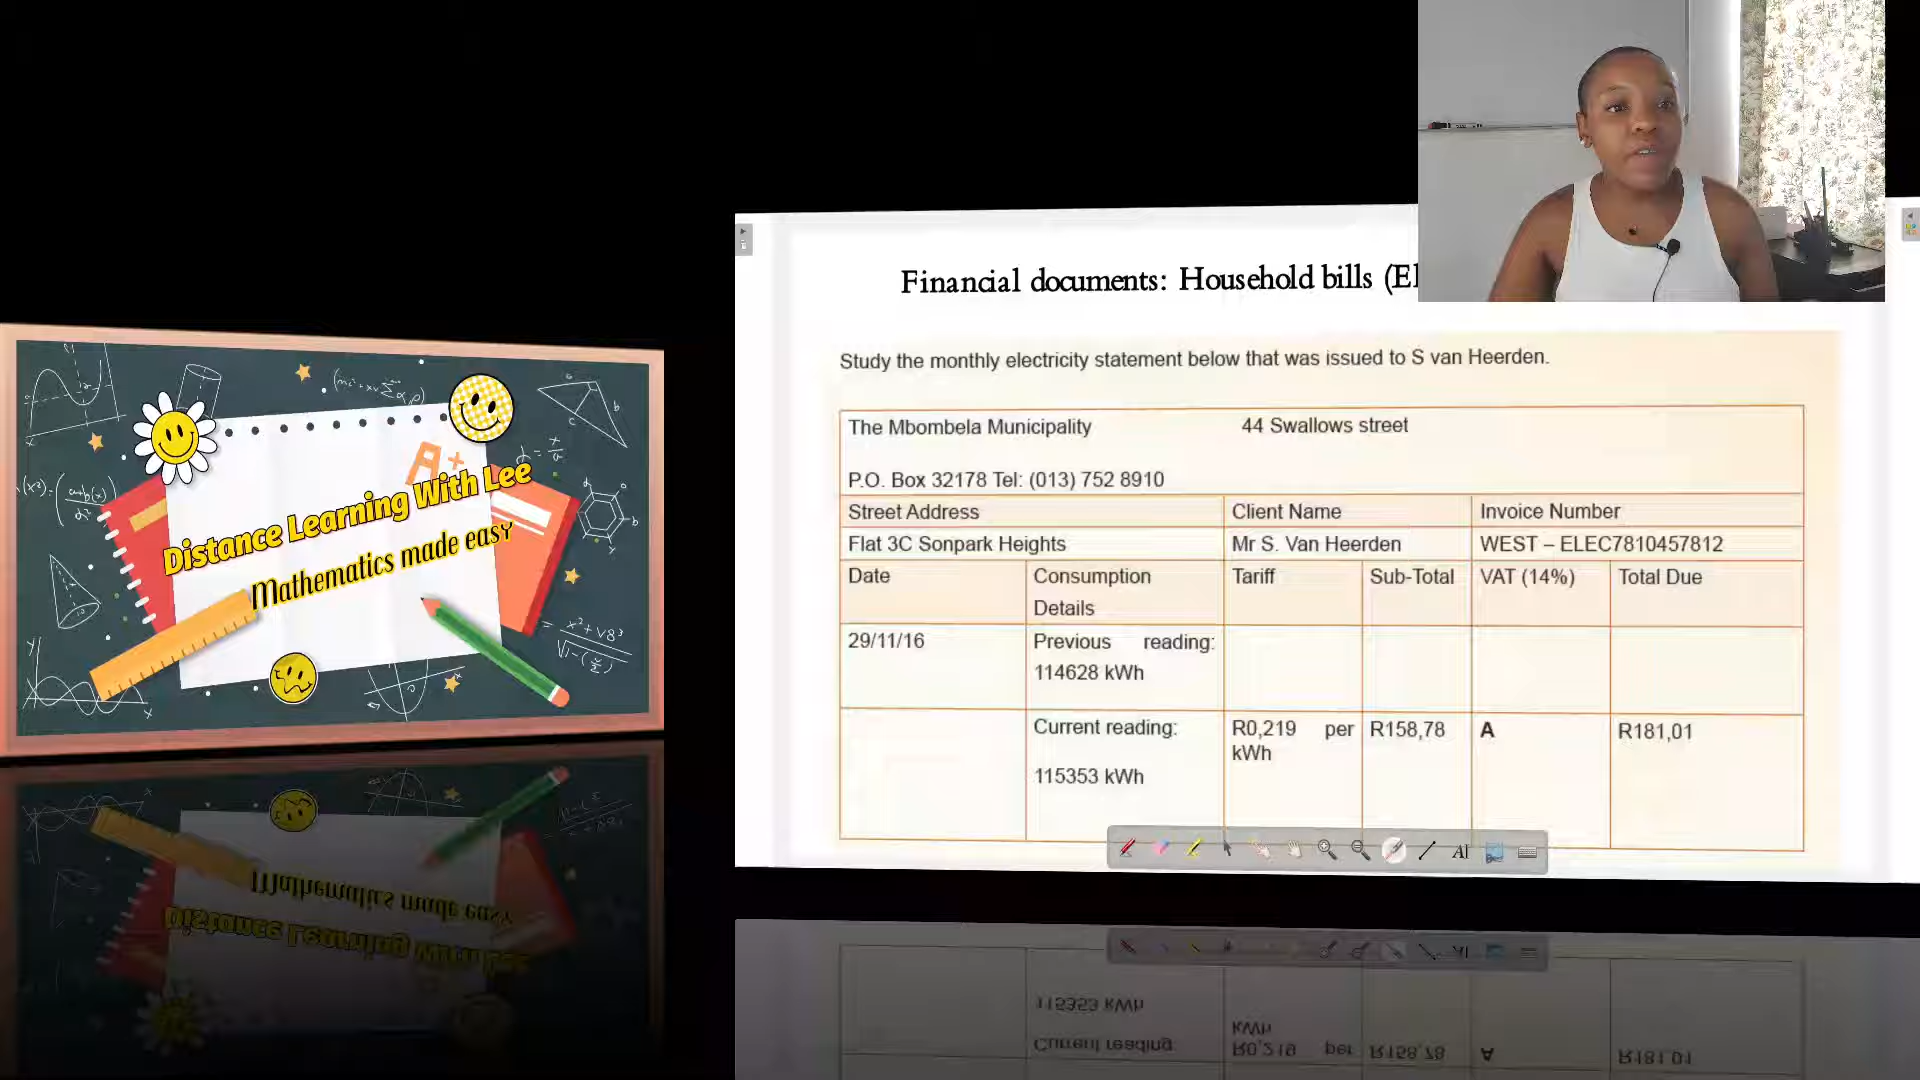 Distance Learning With Lee
Mathematics made easy
A+
Financial documents: Household bills
Study the monthly electricity statement below that was issued to S van Heerden.
The Mbombela Municipality 44 Swallows street
P.O. Box 32178 Tel: (013) 752 8910
Street Address Client Name Invoice Number
Flat 3C Sonpark Heights Mr S. Van Heerden WEST – ELEC7810457812
Date Consumption Tariff Sub-Total VAT (14%) Total Due
Details
29/11/16 Previous reading:
114628 kWh
Current reading: R0,219 per R158,78 A R181,01
kWh
115353 kWh